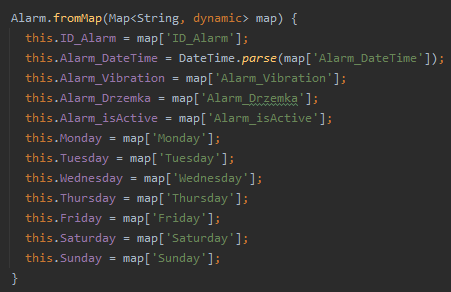 Alarm.fromMap(Map<String, dynamic> map) {
this.ID_Alarm = map['ID_Alarm'];
this.Alarm_DateTime = DateTime.parse(map['Alarm_DateTime']);
this.Alarm_Vibration = map['Alarm_Vibration'];
this.Alarm_Drzemka = map['Alarm_Drzemka'];
this.Alarm_isActive = map['Alarm_isActive'];
this.Monday = map['Monday'];
this.Tuesday = map['Tuesday'];
this.Wednesday = map['Wednesday'];
this.Thursday = map['Thursday'];
this.Friday = map['Friday'];
this.Saturday = map['Saturday'];
this.Sunday = map['Sunday'];
}